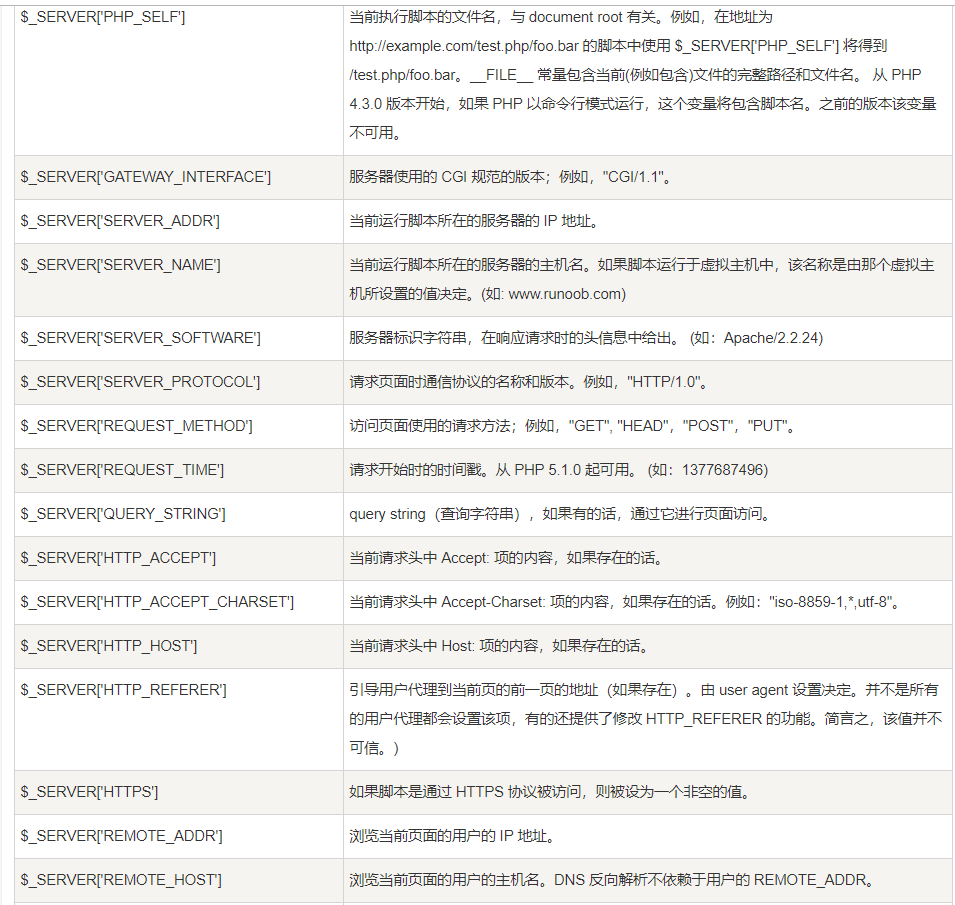 $_SERVER['PHP_SELF']
当前执行脚本的文件名，与 document root 有关。例如，在地址为
http://example.com/test.php/foo.bar 的脚本中使用 $_SERVER['PHP_SELF'] 将得到
/test.php/foo.bar。__FILE__ 常量包含当前(例如包含)文件的完整路径和文件名。 从 PHP
4.3.0 版本开始，如果 PHP 以命令行模式运行，这个变量将包含脚本名。之前的版本该变量
不可用。
$_SERVER['GATEWAY_INTERFACE']
服务器使用的 CGI 规范的版本；例如，"CGI/1.1"。
$_SERVER['SERVER_ADDR']
当前运行脚本所在的服务器的 IP 地址。
$_SERVER['SERVER_NAME']
当前运行脚本所在的服务器的主机名。如果脚本运行于虚拟主机中，该名称是由那个虚拟主
机所设置的值决定。(如: www.runoob.com)
$_SERVER['SERVER_SOFTWARE']
服务器标识字符串，在响应请求时的头信息中给出。 (如：Apache/2.2.24)
$_SERVER['SERVER_PROTOCOL']
请求页面时通信协议的名称和版本。例如，"HTTP/1.0"。
$_SERVER['REQUEST_METHOD']
访问页面使用的请求方法；例如，"GET", "HEAD"，"POST"，"PUT"。
$_SERVER['REQUEST_TIME']
请求开始时的时间戳。从 PHP 5.1.0 起可用。 (如：1377687496)
$_SERVER['QUERY_STRING']
query string（查询字符串），如果有的话，通过它进行页面访问。
$_SERVER['HTTP_ACCEPT']
当前请求头中 Accept: 项的内容，如果存在的话。
$_SERVER['HTTP_ACCEPT_CHARSET']
当前请求头中 Accept-Charset: 项的内容，如果存在的话。例如："iso-8859-1,*,utf-8"。
$_SERVER['HTTP_HOST']
当前请求头中 Host: 项的内容，如果存在的话。
$_SERVER['HTTP_REFERER']
引导用户代理到当前页的前一页的地址（如果存在）。由 user agent 设置决定。并不是所有
的用户代理都会设置该项，有的还提供了修改 HTTP_REFERER 的功能。简言之，该值并不
可信。)
$_SERVER['HTTPS']
如果脚本是通过 HTTPS 协议被访问，则被设为一个非空的值。
$_SERVER['REMOTE_ADDR']
浏览当前页面的用户的 IP 地址。
$_SERVER['REMOTE_HOST']
浏览当前页面的用户的主机名。DNS 反向解析不依赖于用户的 REMOTE_ADDR。